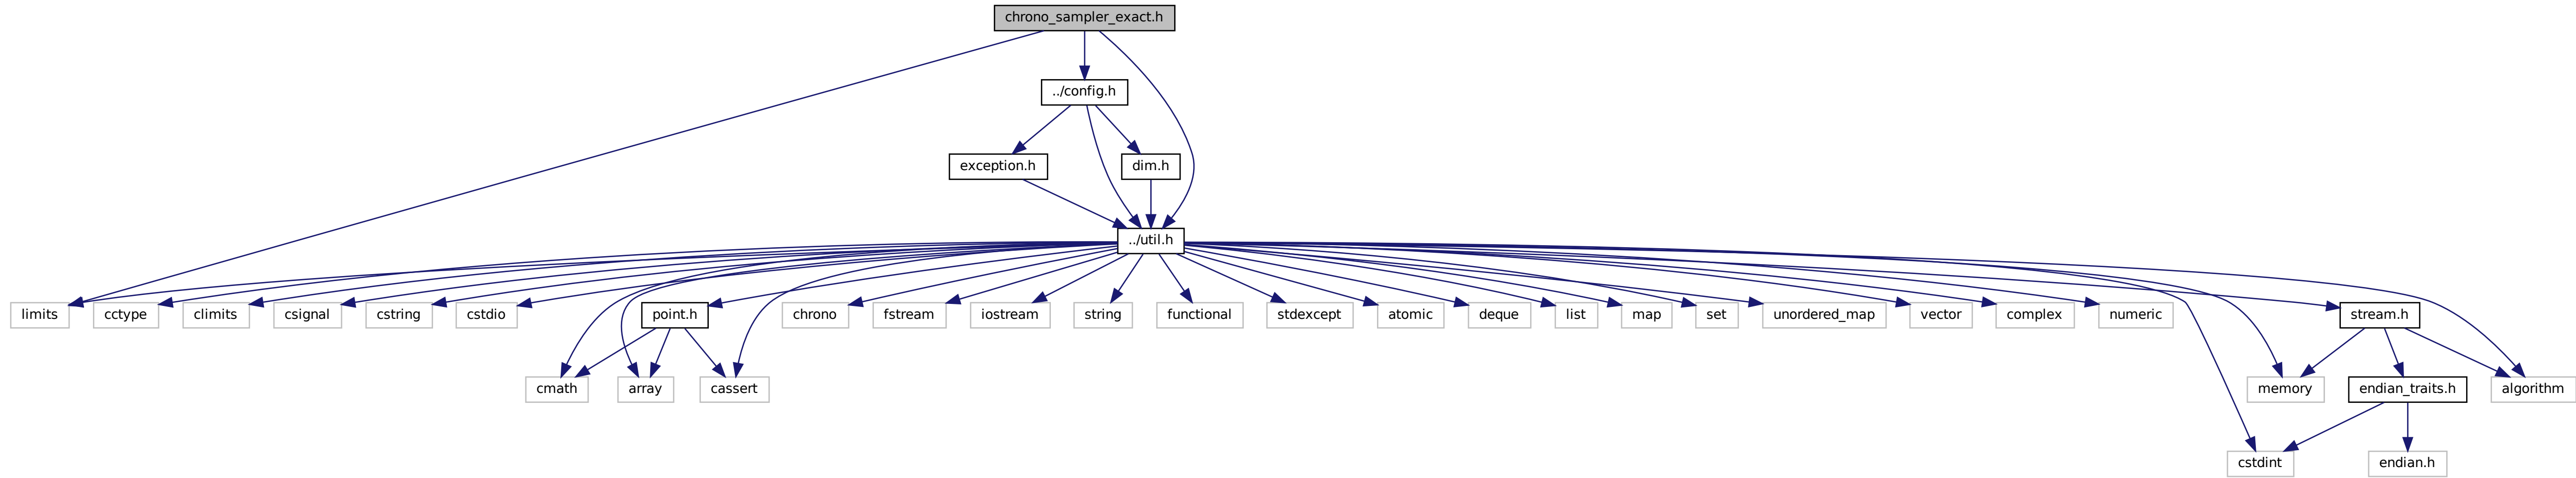 chrono_sampler_exact.h
../config.h
exception.h
dim.h
../util.h
limits
cctype
climits
csignal
cstring
cstdio
point.h
chrono
fstream
iostream
string
functional
stdexcept
atomic
deque
list
map
set
unordered_map
vector
complex
numeric
stream.h
cmath
array
cassert
memory
endian_traits.h
algorithm
cstdint
endian.h